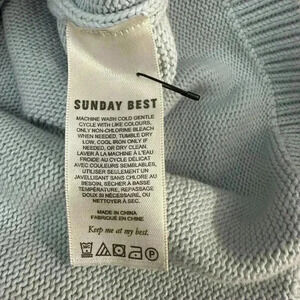 SUNDAY BEST
MACHINE WASH COLD GENTLE
CYCLE WITH LIKE COLOURS,
ONLY NON-CHLORINE BLEACH
WHEN NEEDED, TUMBLE DRY
LOW, COOL IRON ONLY IF
NEEDED, OR DRY CLEAN.
LAVER À LA MACHINE À L'EAU
FROIDE AU CYCLE DÉLICAT
AVEC COULEURS SEMBLABLES,
UTILISER SEULEMENT UN
JAVELLISANT SANS CHLORE AU
BESOIN, SÉCHER À BASSE
TEMPÉRATURE, REPASSAGE
DOUX SI NÉCESSAIRE, OU
NETTOYER À SEC.
MADE IN CHINA
FABRIQUÉ EN CHINE
Keep me at my best.
P